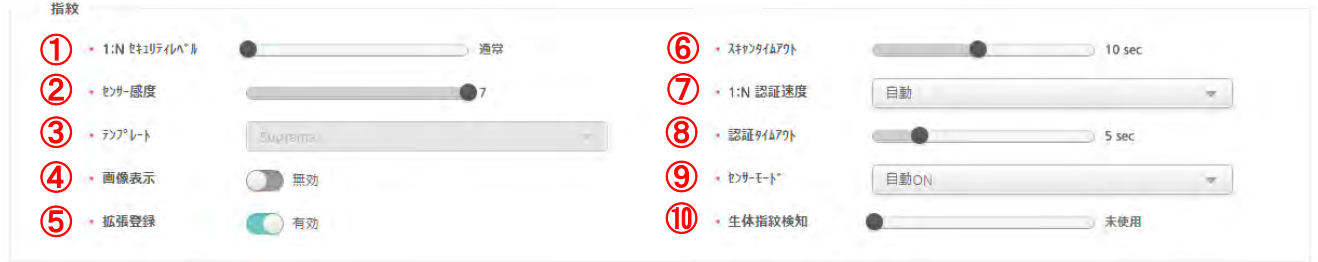 指紋
① • 1:N ｾｷｭﾘﾃｨﾚﾍﾞﾙ 通常
② • ｾﾝｻｰ感度 7
③ • ﾃﾝﾌﾟﾚｰﾄ Suprema
④ • 画像表示 無効
⑤ • 拡張登録 有効
⑥ • ｽｷｬﾝﾀｲﾑｱｳﾄ 10 sec
⑦ • 1:N 認証速度 自動
⑧ • 認証ﾀｲﾑｱｳﾄ 5 sec
⑨ • ｾﾝｻｰﾓｰﾄﾞ 自動ON
⑩ • 生体指紋検知 未使用